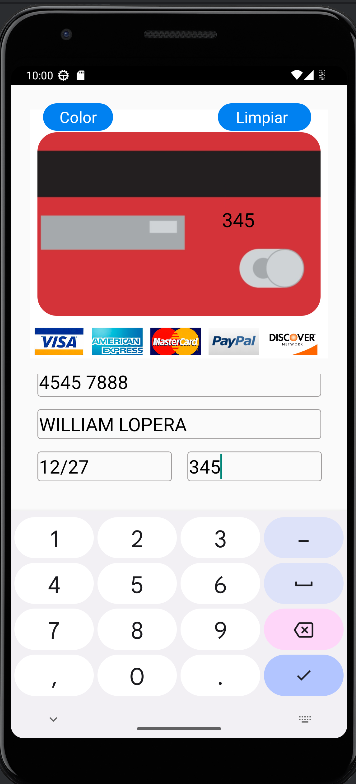 10:00
Color Limpiar
345
VISA AMERICAN EXPRESS MasterCard PayPal DISCOVER NETWORK
4545 7888
WILLIAM LOPERA
12/27 345
1 2 3 –
4 5 6
7 8 9
, 0 .